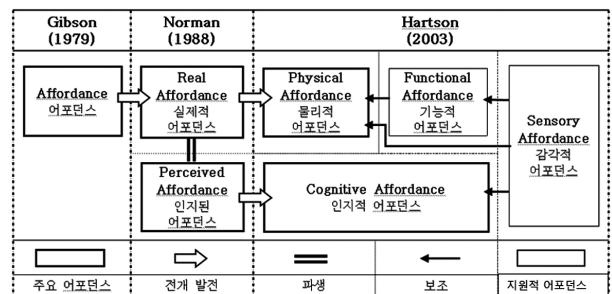 Gibson
(1979)
Norman
(1988)
Hartson
(2003)
Affordance
어포던스
Real
Affordance
실제적
어포던스
Physical
Affordance
물리적
어포던스
Functional
Affordance
기능적
어포던스
Sensory
Affordance
감각적
어포던스
Perceived
Affordance
인지된
어포던스
Cognitive Affordance
인지적 어포던스
주요 어포던스
전개 발전
파생
보조
지원적 어포던스